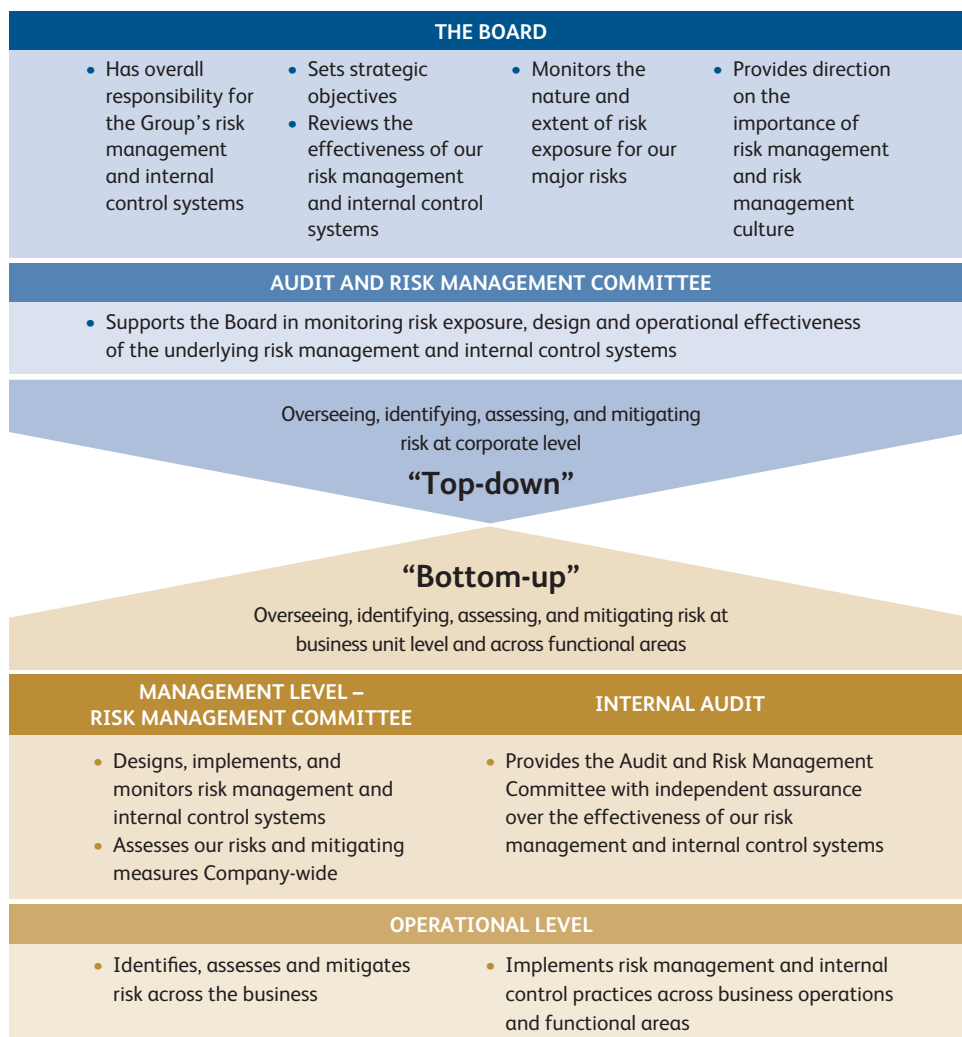 THE BOARD
• Has overall
responsibility for
the Group's risk
management
and internal
control systems
• Sets strategic
objectives
• Reviews the
effectiveness of our
risk management
and internal control
systems
• Monitors the
nature and
extent of risk
exposure for our
major risks
• Provides direction
on the
importance of
risk management
and risk
management
culture
AUDIT AND RISK MANAGEMENT COMMITTEE
• Supports the Board in monitoring risk exposure, design and operational effectiveness
of the underlying risk management and internal control systems
Overseeing, identifying, assessing, and mitigating
risk at corporate level
“Top-down”
“Bottom-up”
Overseeing, identifying, assessing, and mitigating risk at
business unit level and across functional areas
MANAGEMENT LEVEL –
RISK MANAGEMENT COMMITTEE
• Designs, implements, and
monitors risk management and
internal control systems
• Assesses our risks and mitigating
measures Company-wide
INTERNAL AUDIT
• Provides the Audit and Risk Management
Committee with independent assurance
over the effectiveness of our risk
management and internal control systems
OPERATIONAL LEVEL
• Identifies, assesses and mitigates
risk across the business
• Implements risk management and internal
control practices across business operations
and functional areas